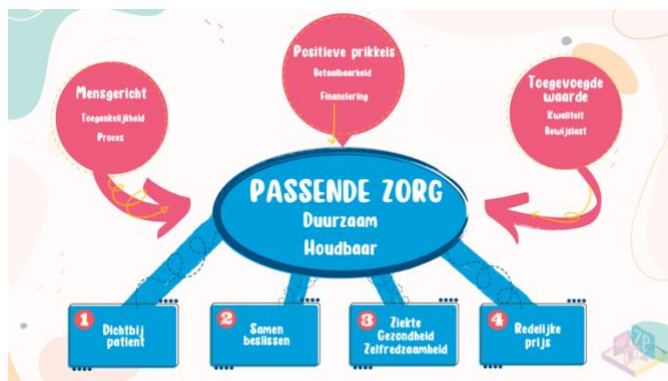 Positieve prikkels
Betaalbaarheid
Financiering
Mensgericht
Toegankelijkheid
Proces
Toegevoegde
waarde
Kwaliteit
Bewijslast
PASSENDE ZORG
Duurzaam
Houdbaar
1
Dichtbij
patient
2
Samen
beslissen
3
Ziekte
Gezondheid
Zelfredzaamheid
4
Redelijke
prijs